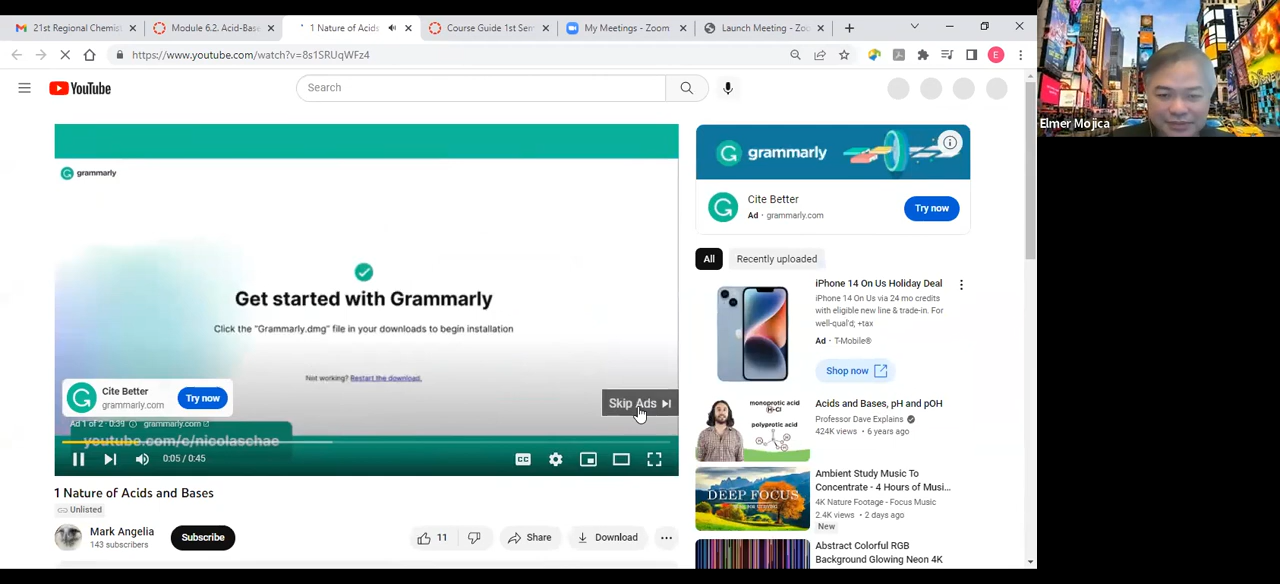 21st Regional Chemist
Module 6.2. Acid-Base
1 Nature of Acids
Course Guide 1st Sem
My Meetings - Zoom
Launch Meeting - Zoo
https://www.youtube.com/watch?v=8s1SRUqWFz4
E
YouTube
Search
grammarly
Get started with Grammarly
Click the "Grammarly.dmg" file in your downloads to begin installation
Not working? Restart the download.
Cite Better
grammarly.com
Try now
Skip Ads
Ad 1 of 2 · 0:39
grammarly.com
youtube.com/c/nicolaschae
0:05 / 0:45
CC
1 Nature of Acids and Bases
Unlisted
Mark Angelia
143 subscribers
Subscribe
11
Share
Download
grammarly
Cite Better
Ad · grammarly.com
Try now
All
Recently uploaded
iPhone 14 On Us Holiday Deal
iPhone 14 On Us via 24 mo credits
with eligible new line & trade-in. For
well-qual'd; +tax
Ad · T-Mobile®
Shop now
monoprotic acid
H-Cl
polyprotic acid
Acids and Bases, pH and pOH
Professor Dave Explains
424K views · 6 years ago
DEEP FOCUS
Ambient Study Music To
Concentrate - 4 Hours of Musi...
4K Nature Footage - Focus Music
2.4K views · 2 days ago
New
Abstract Colorful RGB
Background Glowing Neon 4K
Elmer Mojica